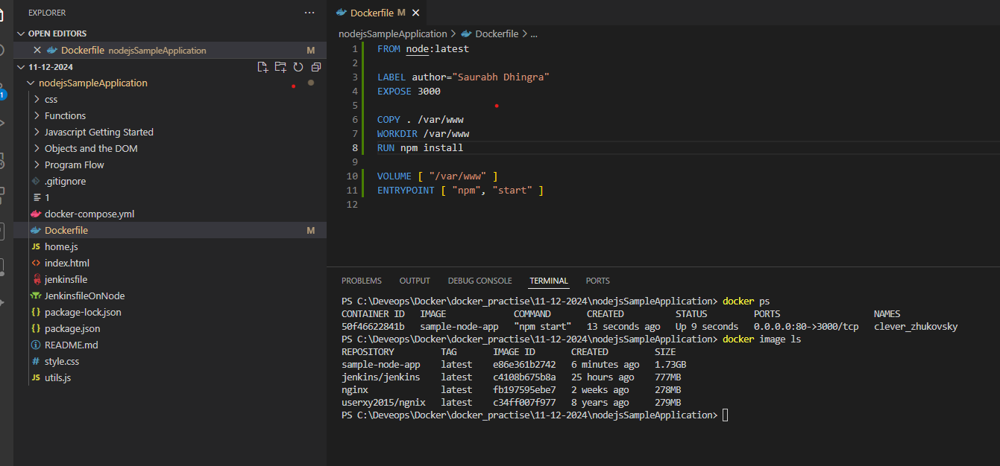 EXPLORER
...
OPEN EDITORS
Dockerfile nodejsSampleApplication M
11-12-2024
nodejsSampleApplication
css
Functions
Javascript Getting Started
Objects and the DOM
Program Flow
.gitignore
1
docker-compose.yml
Dockerfile M
JS home.js
index.html
jenkinsfile
JenkinsfileOnNode
{} package-lock.json
{} package.json
README.md
# style.css
JS utils.js
1
Dockerfile M
nodejsSampleApplication > Dockerfile > ...
1 FROM node:latest
2
3 LABEL author="Saurabh Dhingra"
4 EXPOSE 3000
5
6 COPY . /var/www
7 WORKDIR /var/www
8 RUN npm install
9
10 VOLUME [ "/var/www" ]
11 ENTRYPOINT [ "npm", "start" ]
12
PROBLEMS OUTPUT DEBUG CONSOLE TERMINAL PORTS
PS C:\Deveops\Docker\docker_practise\11-12-2024\nodejsSampleApplication> docker ps
CONTAINER ID IMAGE COMMAND CREATED STATUS PORTS NAMES
50f46622841b sample-node-app "npm start" 13 seconds ago Up 9 seconds 0.0.0.0:80->3000/tcp clever_zhukovsky
PS C:\Deveops\Docker\docker_practise\11-12-2024\nodejsSampleApplication> docker image ls
REPOSITORY TAG IMAGE ID CREATED SIZE
sample-node-app latest e86e361b2742 6 minutes ago 1.73GB
jenkins/jenkins latest c4108b675b8a 25 hours ago 777MB
nginx latest fb197595ebe7 2 weeks ago 278MB
userxy2015/ngnix latest c34ff007f977 8 years ago 279MB
PS C:\Deveops\Docker\docker_practise\11-12-2024\nodejsSampleApplication>